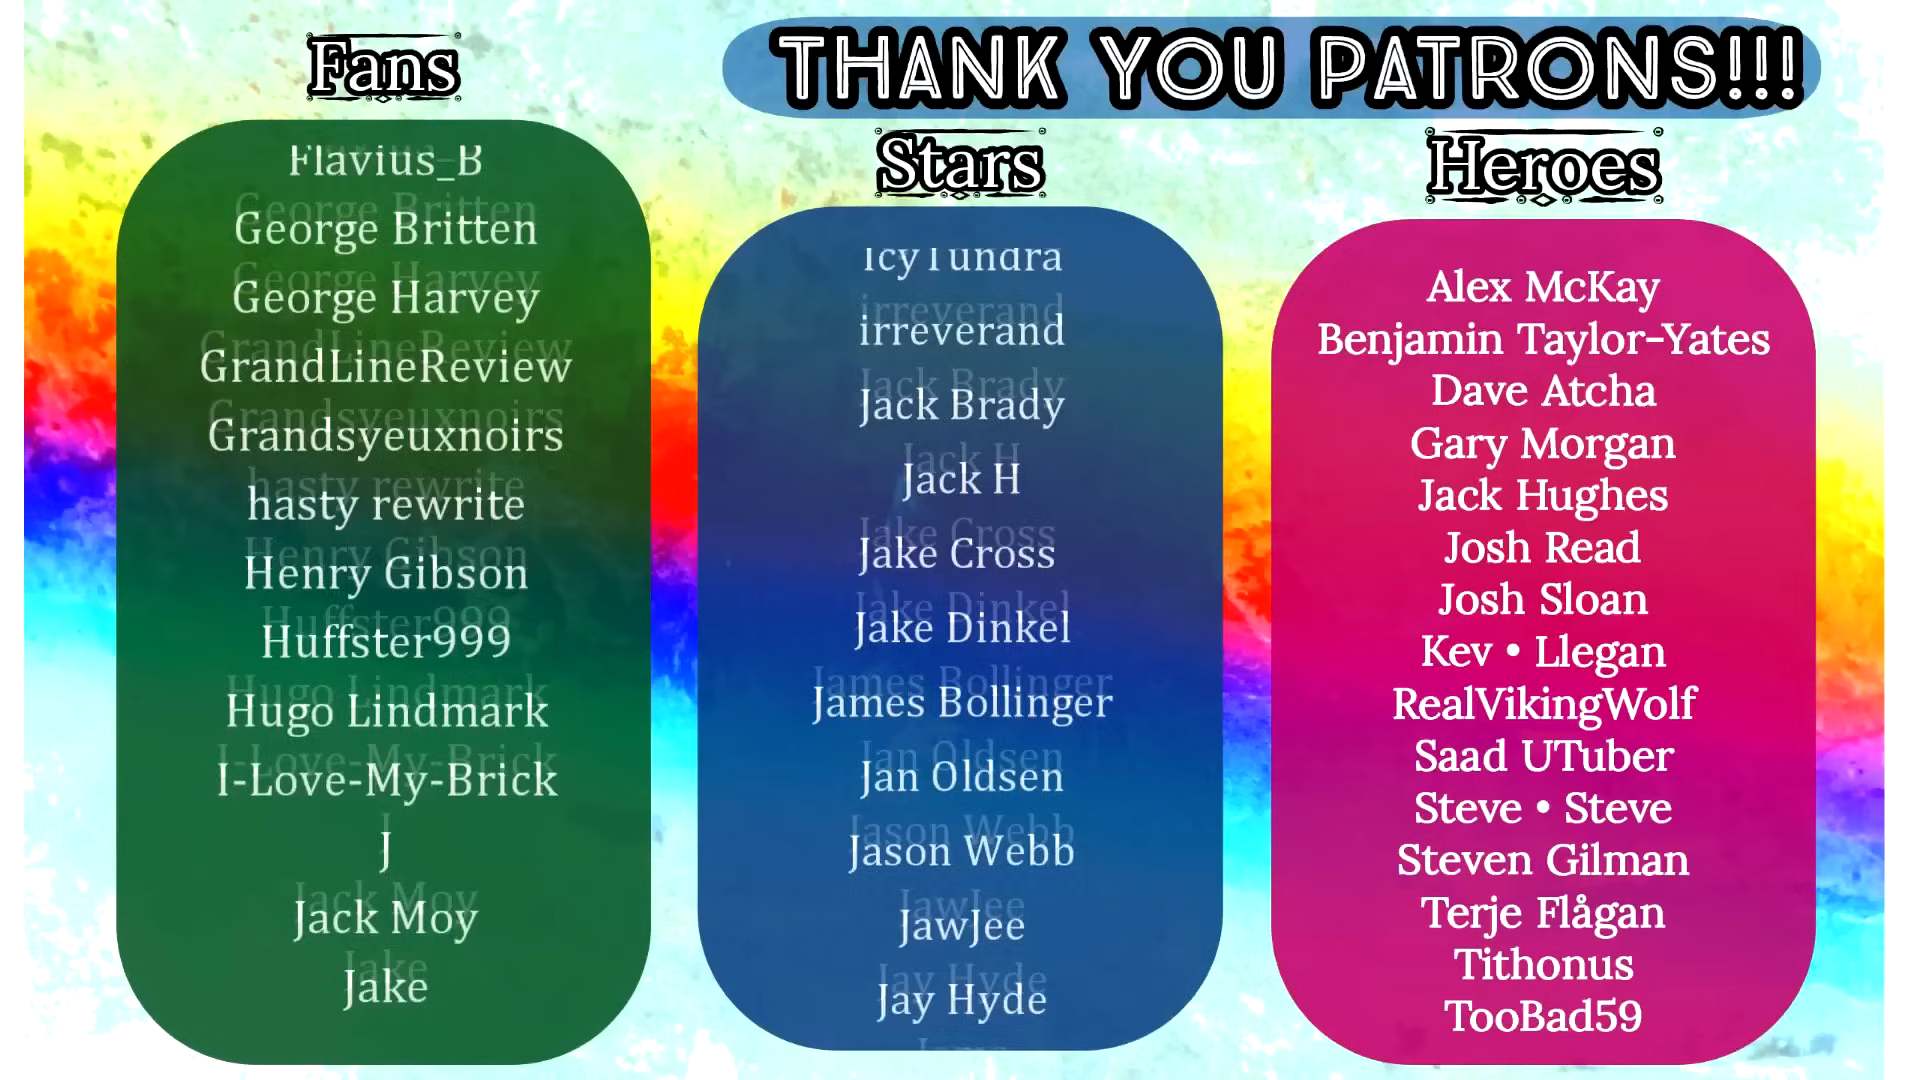 Fans
Flavius_B
George Britten
George Harvey
GrandLineReview
Grandsyeuxnoirs
hasty rewrite
Henry Gibson
Huffster999
Hugo Lindmark
I-Love-My-Brick
J
Jack Moy
Jake
THANK YOU PATRONS!!!
Stars
IcyTundra
irreverand
Jack Brady
Jack H
Jake Cross
Jake Dinkel
James Bollinger
Jan Oldsen
Jason Webb
JawJee
Jay Hyde
Heroes
Alex McKay
Benjamin Taylor-Yates
Dave Atcha
Gary Morgan
Jack Hughes
Josh Read
Josh Sloan
Kev • Llegan
RealVikingWolf
Saad UTuber
Steve • Steve
Steven Gilman
Terje Flågan
Tithonus
TooBad59